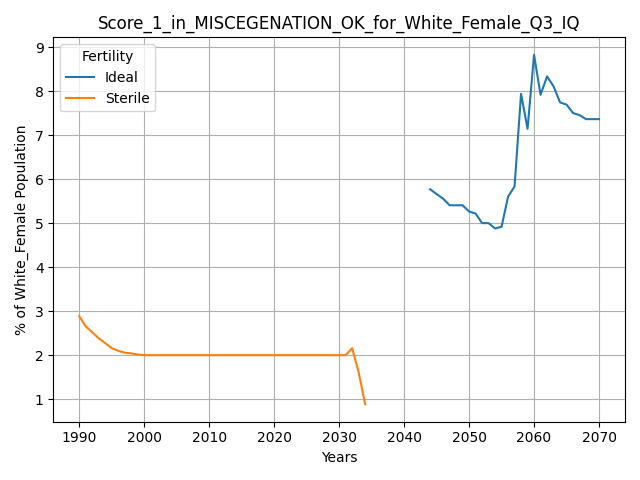 Score_1_in_MISCEGENATION_OK_for_White_Female_Q3_IQ
Fertility
Ideal
Sterile
% of White_Female Population
9
8
7
6
5
4
3
2
1
1990 2000 2010 2020 2030 2040 2050 2060 2070
Years